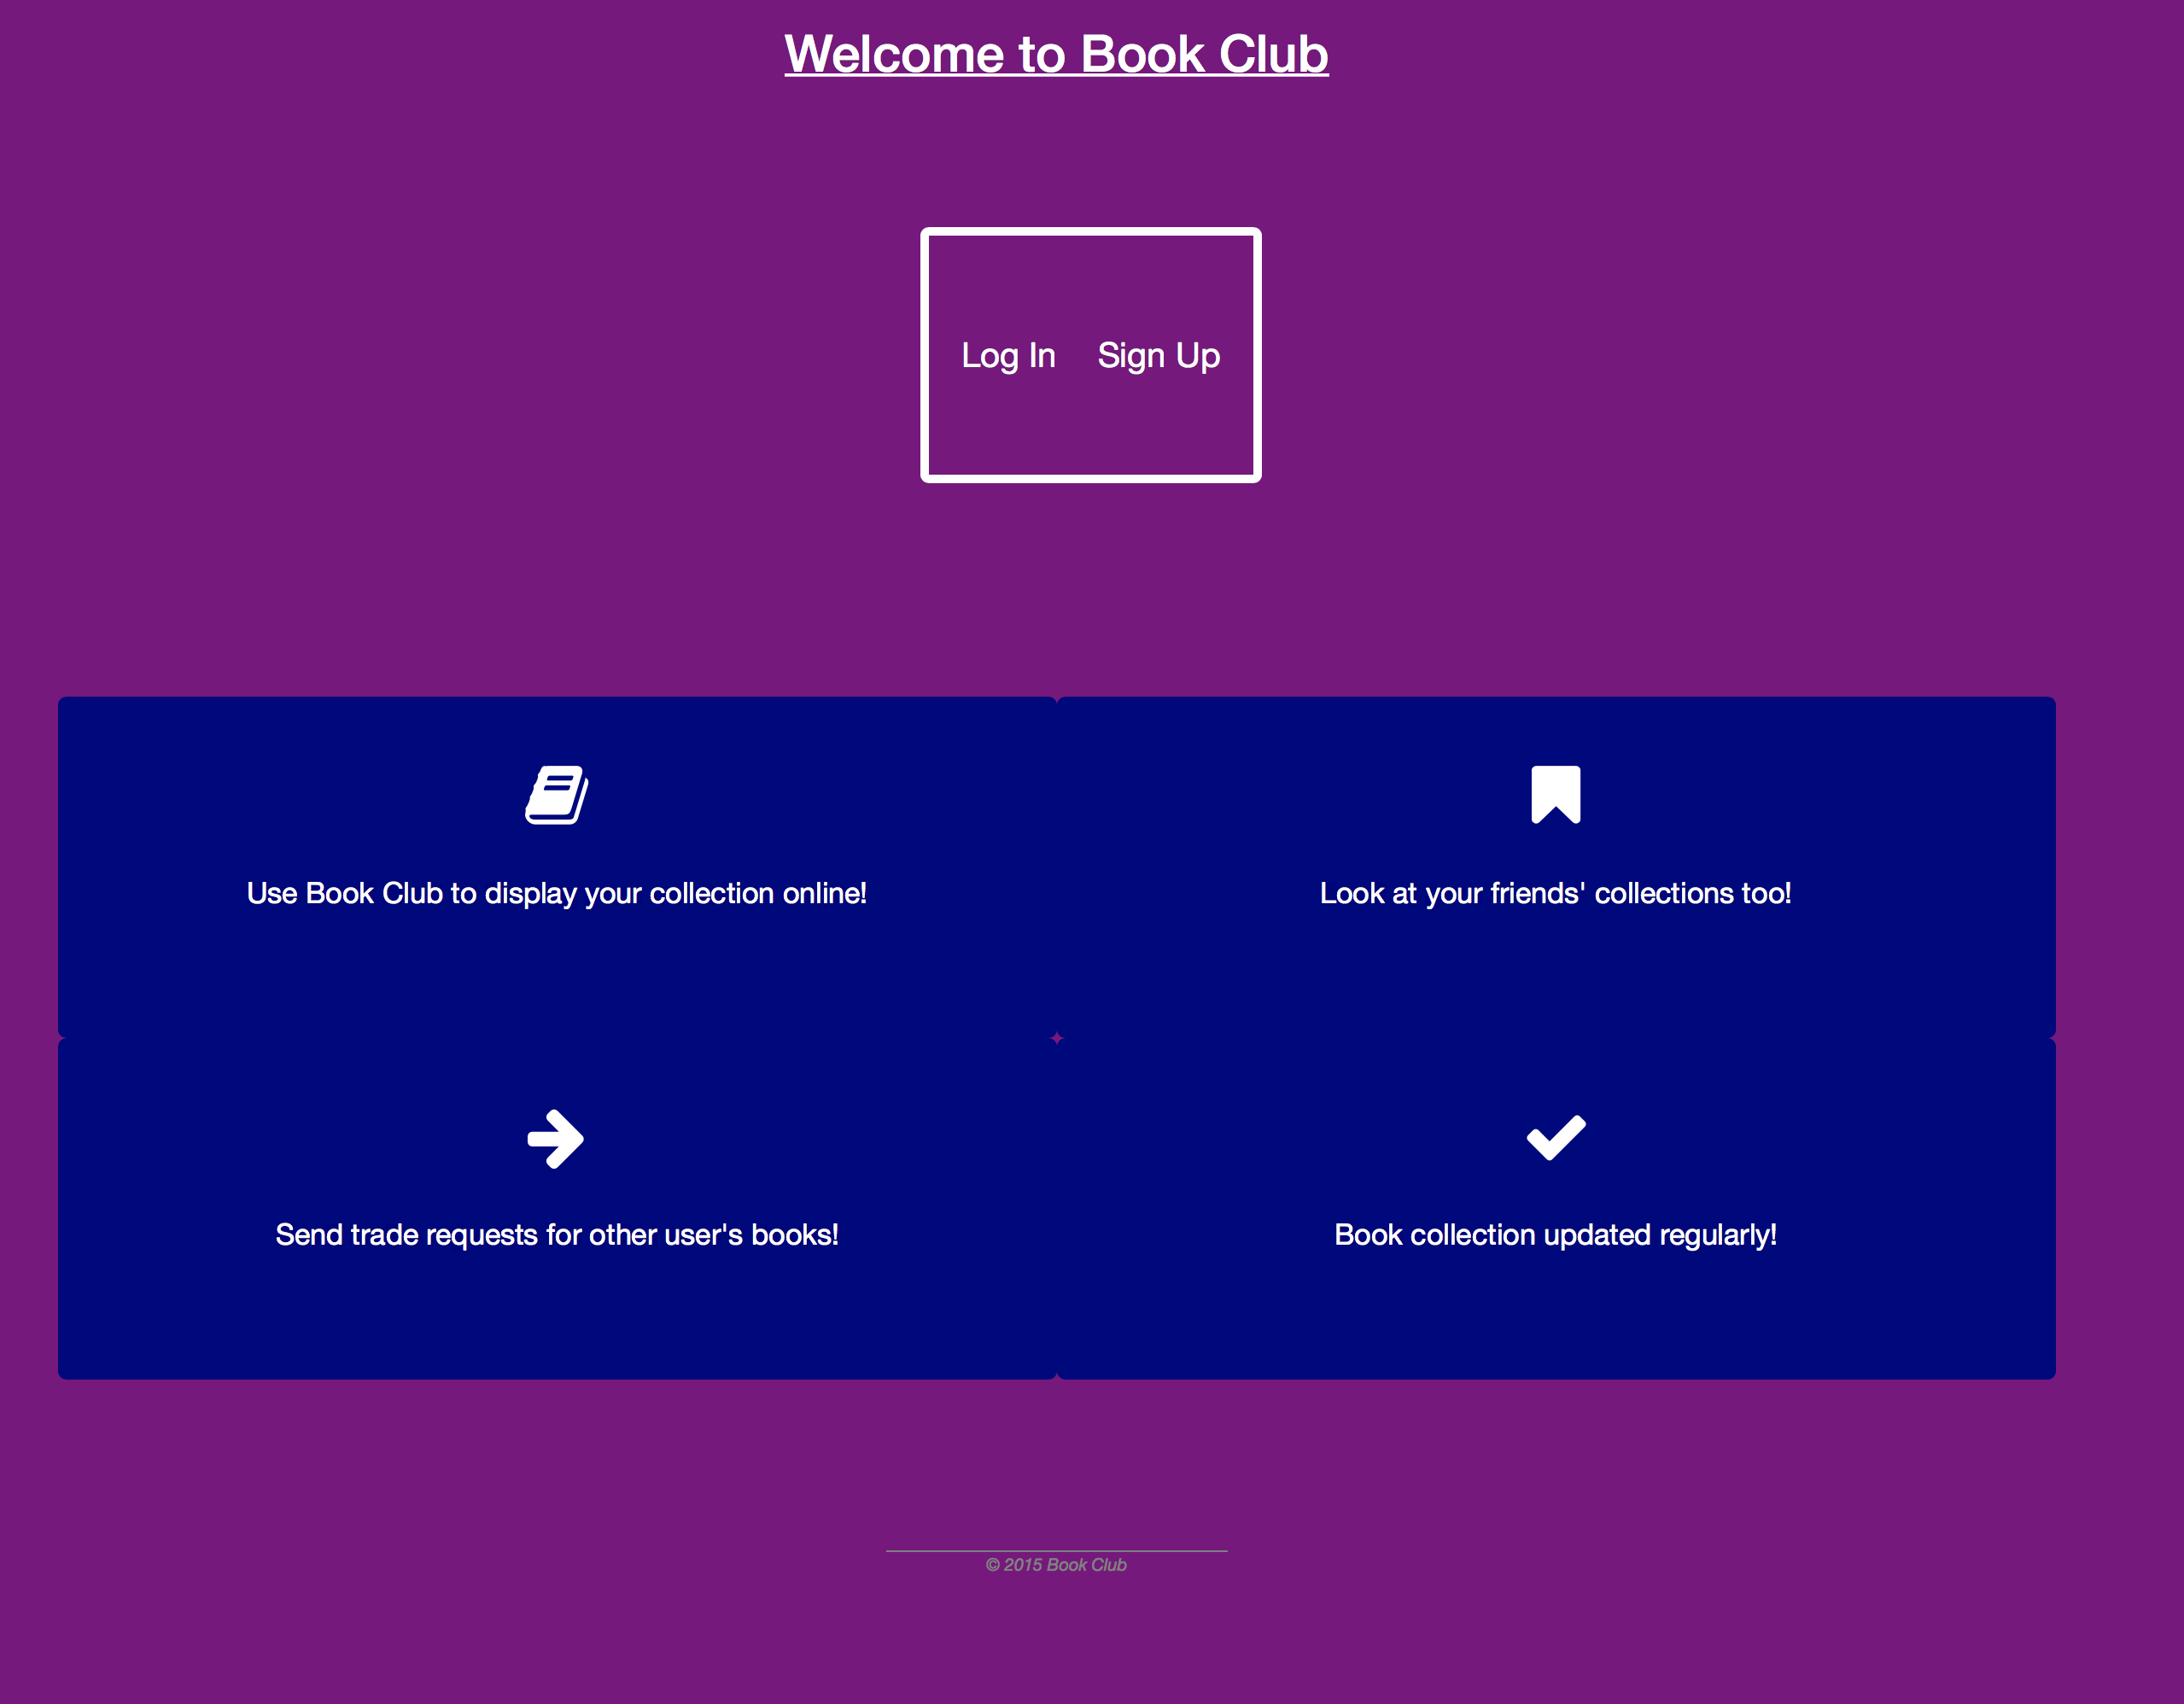 Welcome to Book Club
Log In Sign Up
Use Book Club to display your collection online!
Look at your friends' collections too!
Send trade requests for other user's books!
Book collection updated regularly!
© 2015 Book Club